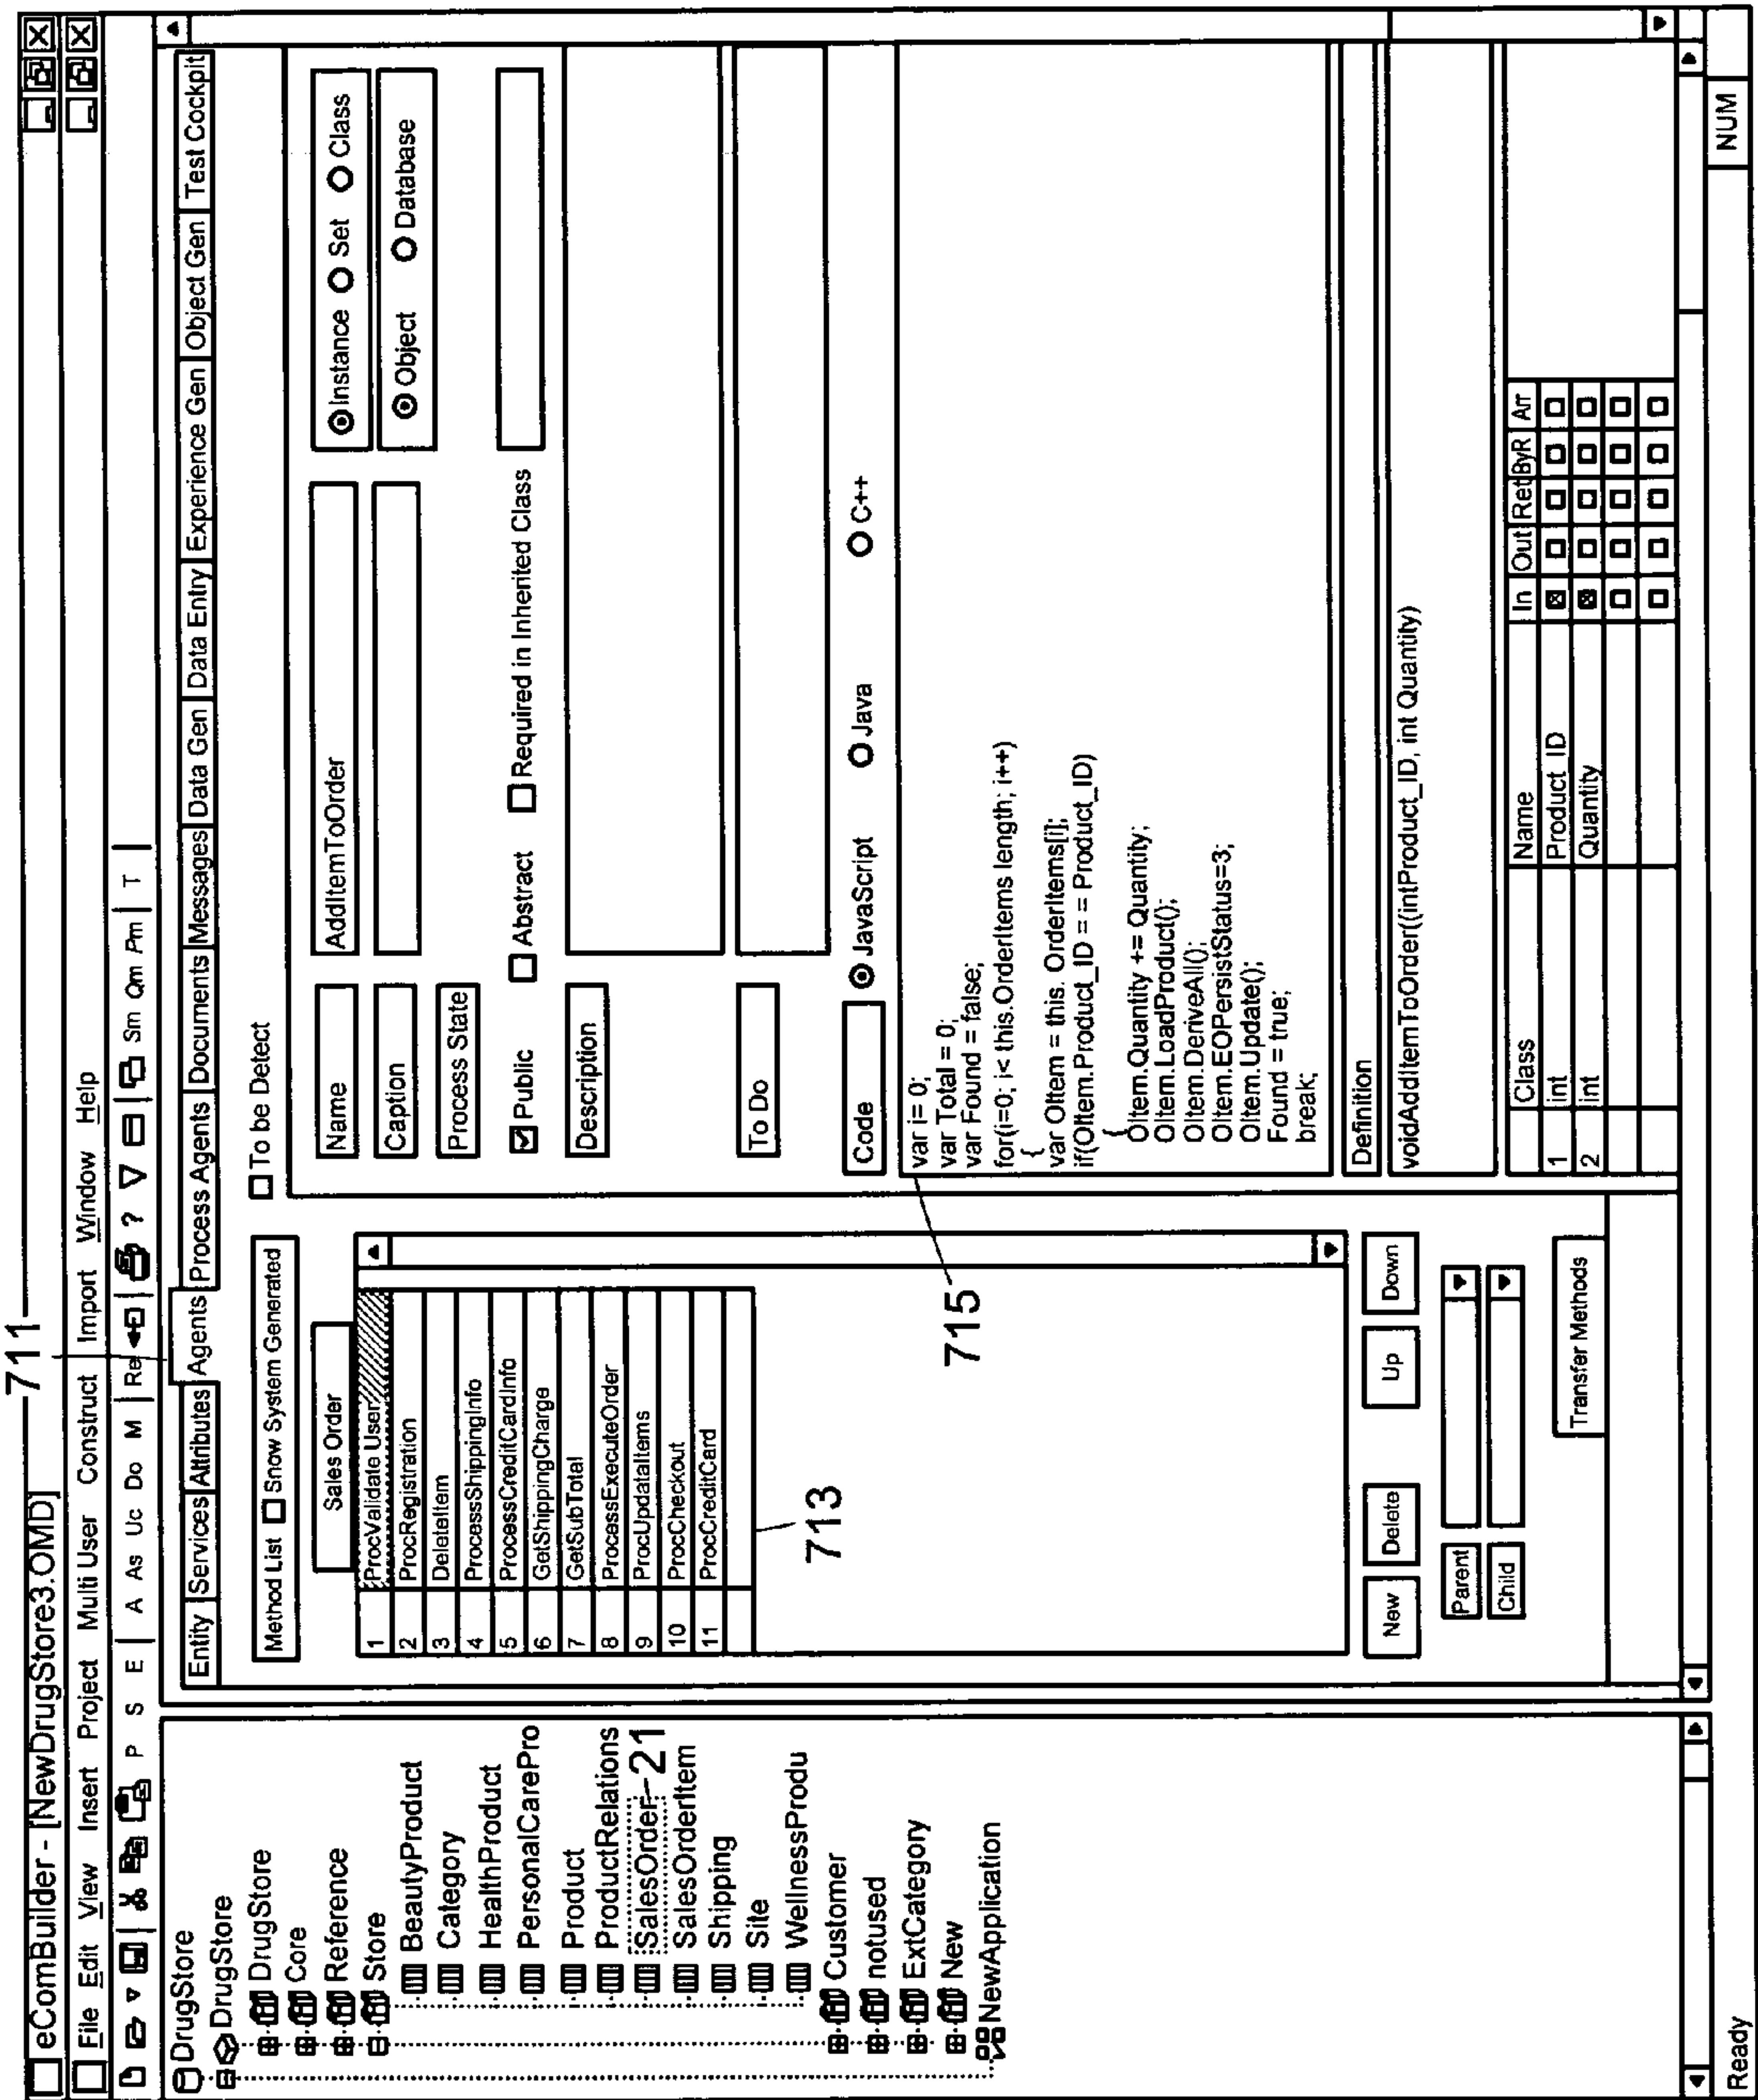 711
eComBuilder - [NewDrugStore3.OMD]
File Edit View Insert Project Multi User Construct Import Window Help
P S E A As Uc Do M Re ? Sm Qm Pm T
DrugStore
DrugStore
DrugStore
Core
Reference
Store
BeautyProduct
Category
HealthProduct
PersonalCarePro
Product
ProductRelations
SalesOrder 21
SalesOrderItem
Shipping
Site
WellnessProdu
Customer
notused
ExtCategory
New
NewApplication
Entity Services Attributes Agents Process Agents Documents Messages Data Gen Data Entry Experience Gen Object Gen Test Cockpit
Method List Snow System Generated
Sales Order
1 ProcValidate User
2 ProcRegistration
3 DeleteItem
4 ProcessShippingInfo
5 ProcessCreditCardInfo
6 GetShippingCharge
7 GetSubTotal
8 ProcessExecuteOrder
9 ProcUpdataItems
10 ProcCheckout
11 ProcCreditCard
713
715
New Delete Up Down
Parent
Child
Transfer Methods
To be Detect
Name AddItemToOrder Instance Set Class
Caption Object Database
Process State
Public Abstract Required in Inherited Class
Description
To Do
Code JavaScript Java C++
var i= 0;
var Total = 0;
var Found = false;
for(i=0; i< this.OrderItems length; i++)
{
var OItem = this. OrderItems[i];
if(OItem.Product_ID = = Product_ID)
{
OItem.Quantity += Quantity;
OItem.LoadProduct();
OItem.DeriveAll();
OItem.EOPersistStatus=3;
OItem.Update();
Found = true;
break;
Definition
voidAddItemToOrder((intProduct_ID, int Quantity)
Class Name In Out Ret ByR Arr
1 int Product_ID
2 int Quantity
Ready NUM